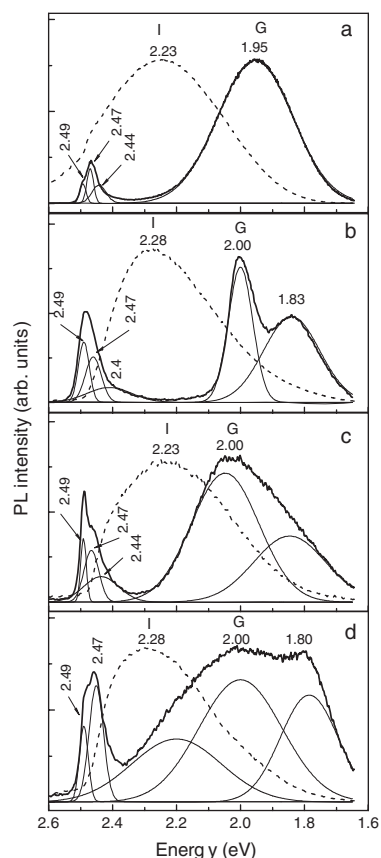 I
G
a
2.23
1.95
2.49
2.47
2.44
I
G
b
2.28
2.00
1.83
2.49
2.47
2.4
I
G
c
2.23
2.00
2.49
2.47
2.44
I
G
d
2.28
2.00
1.80
2.49
2.47
PL intensity (arb. units)
2.6 2.4 2.2 2.0 1.8 1.6
Energy (eV)